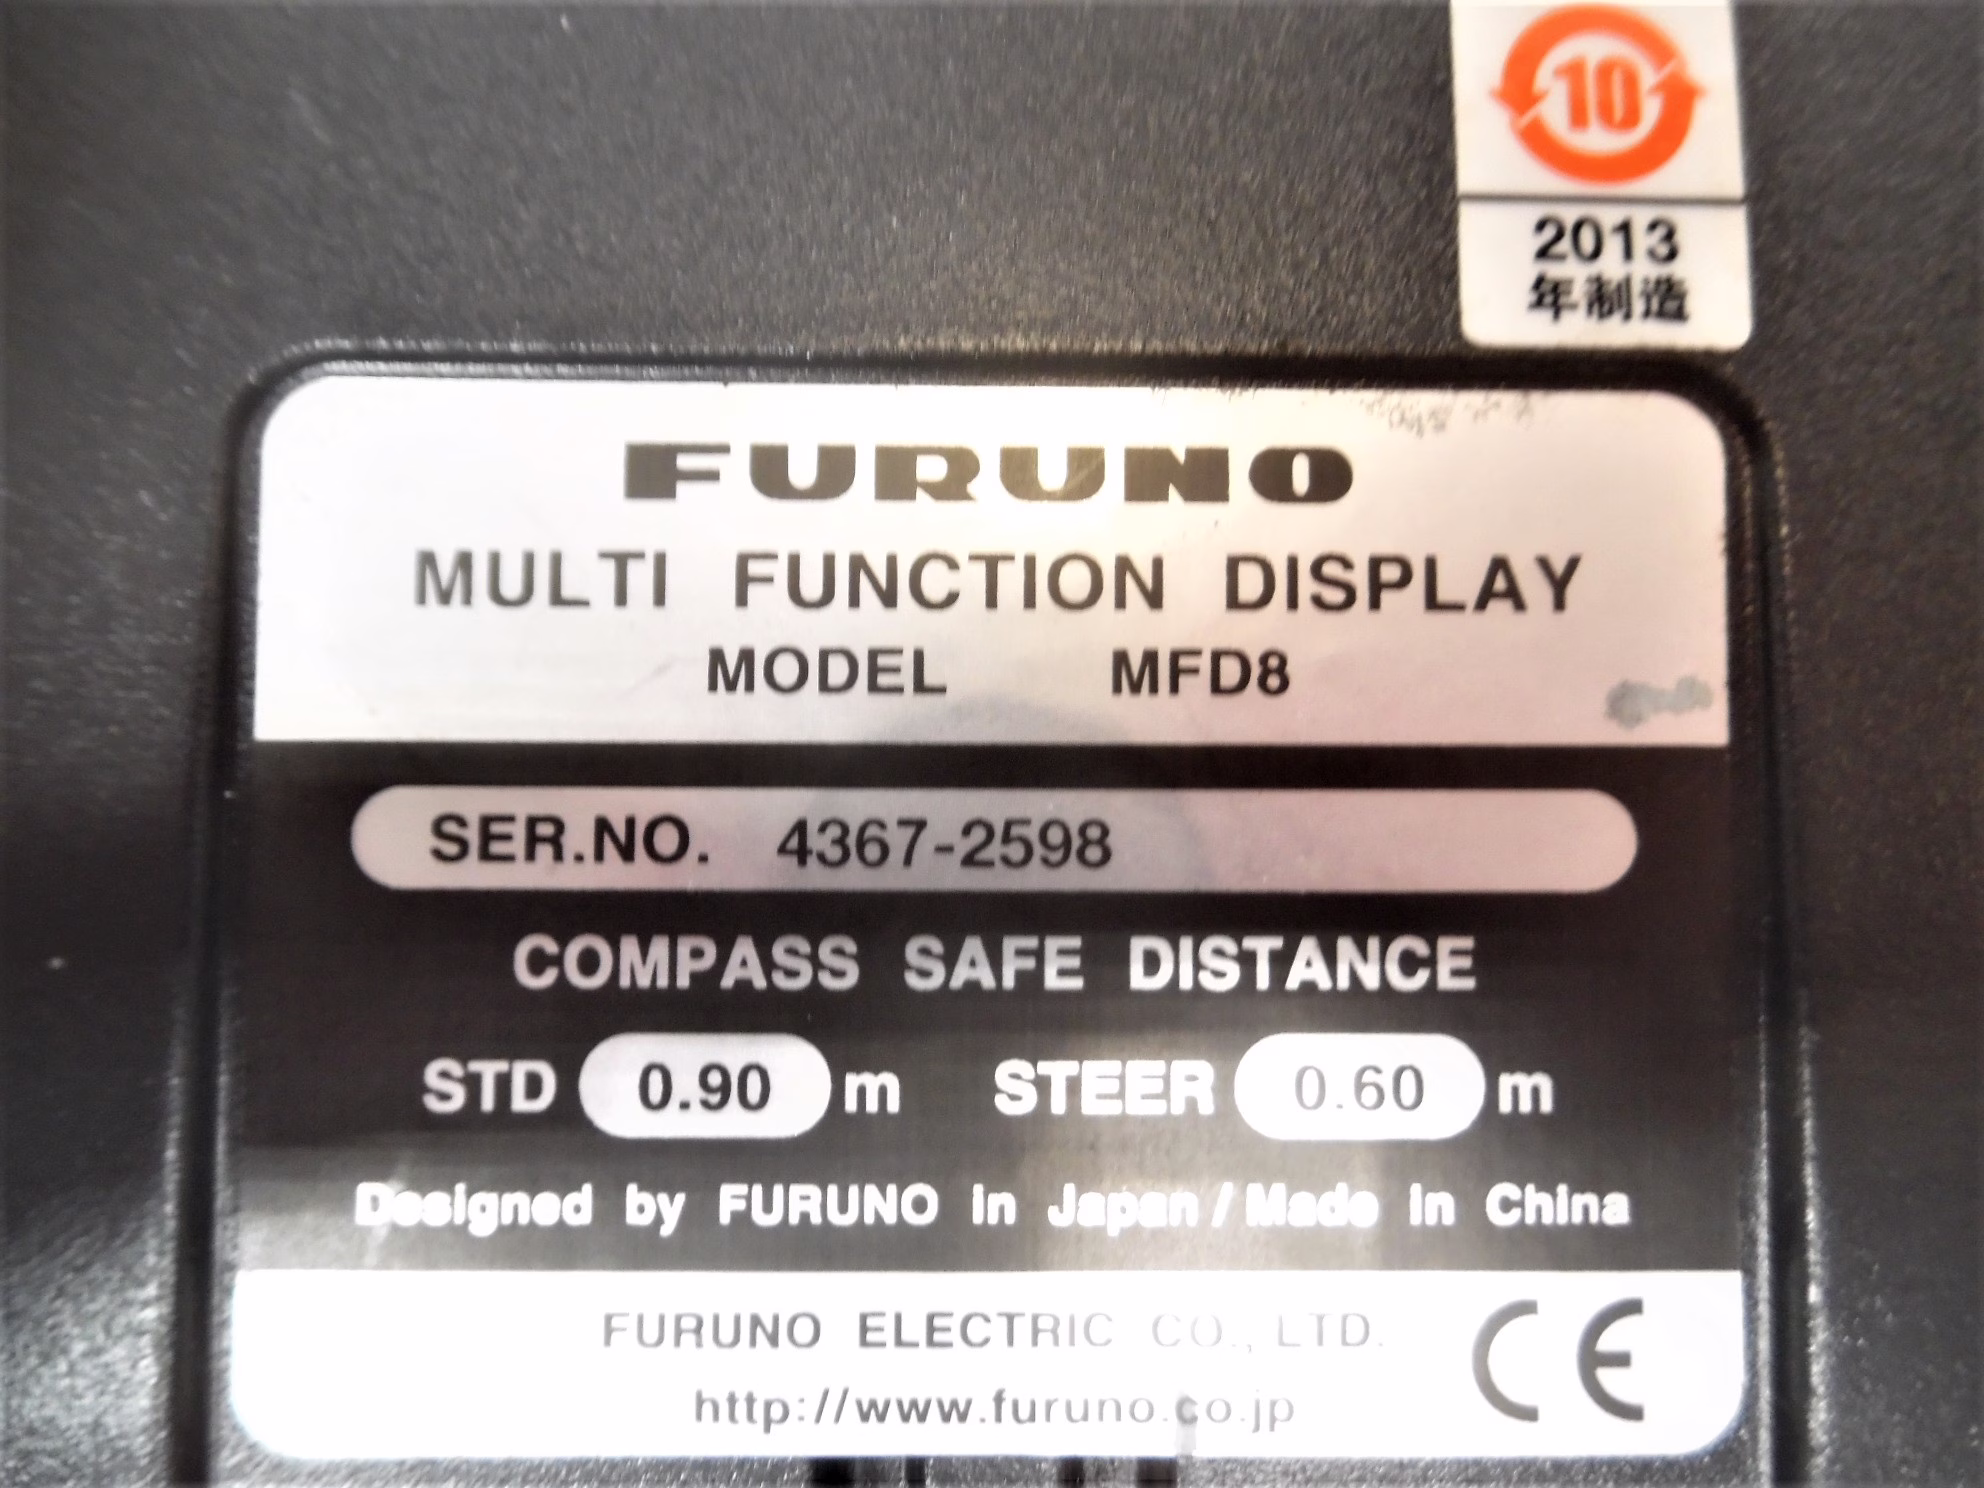 10
2013
年制造
FURUNO
MULTI FUNCTION DISPLAY
MODEL MFD8
SER.NO. 4367-2598
COMPASS SAFE DISTANCE
STD 0.90 m STEER 0.60 m
Designed by FURUNO in Japan/Made in China
FURUNO ELECTRIC CO., LTD.
http://www.furuno.co.jp
CE